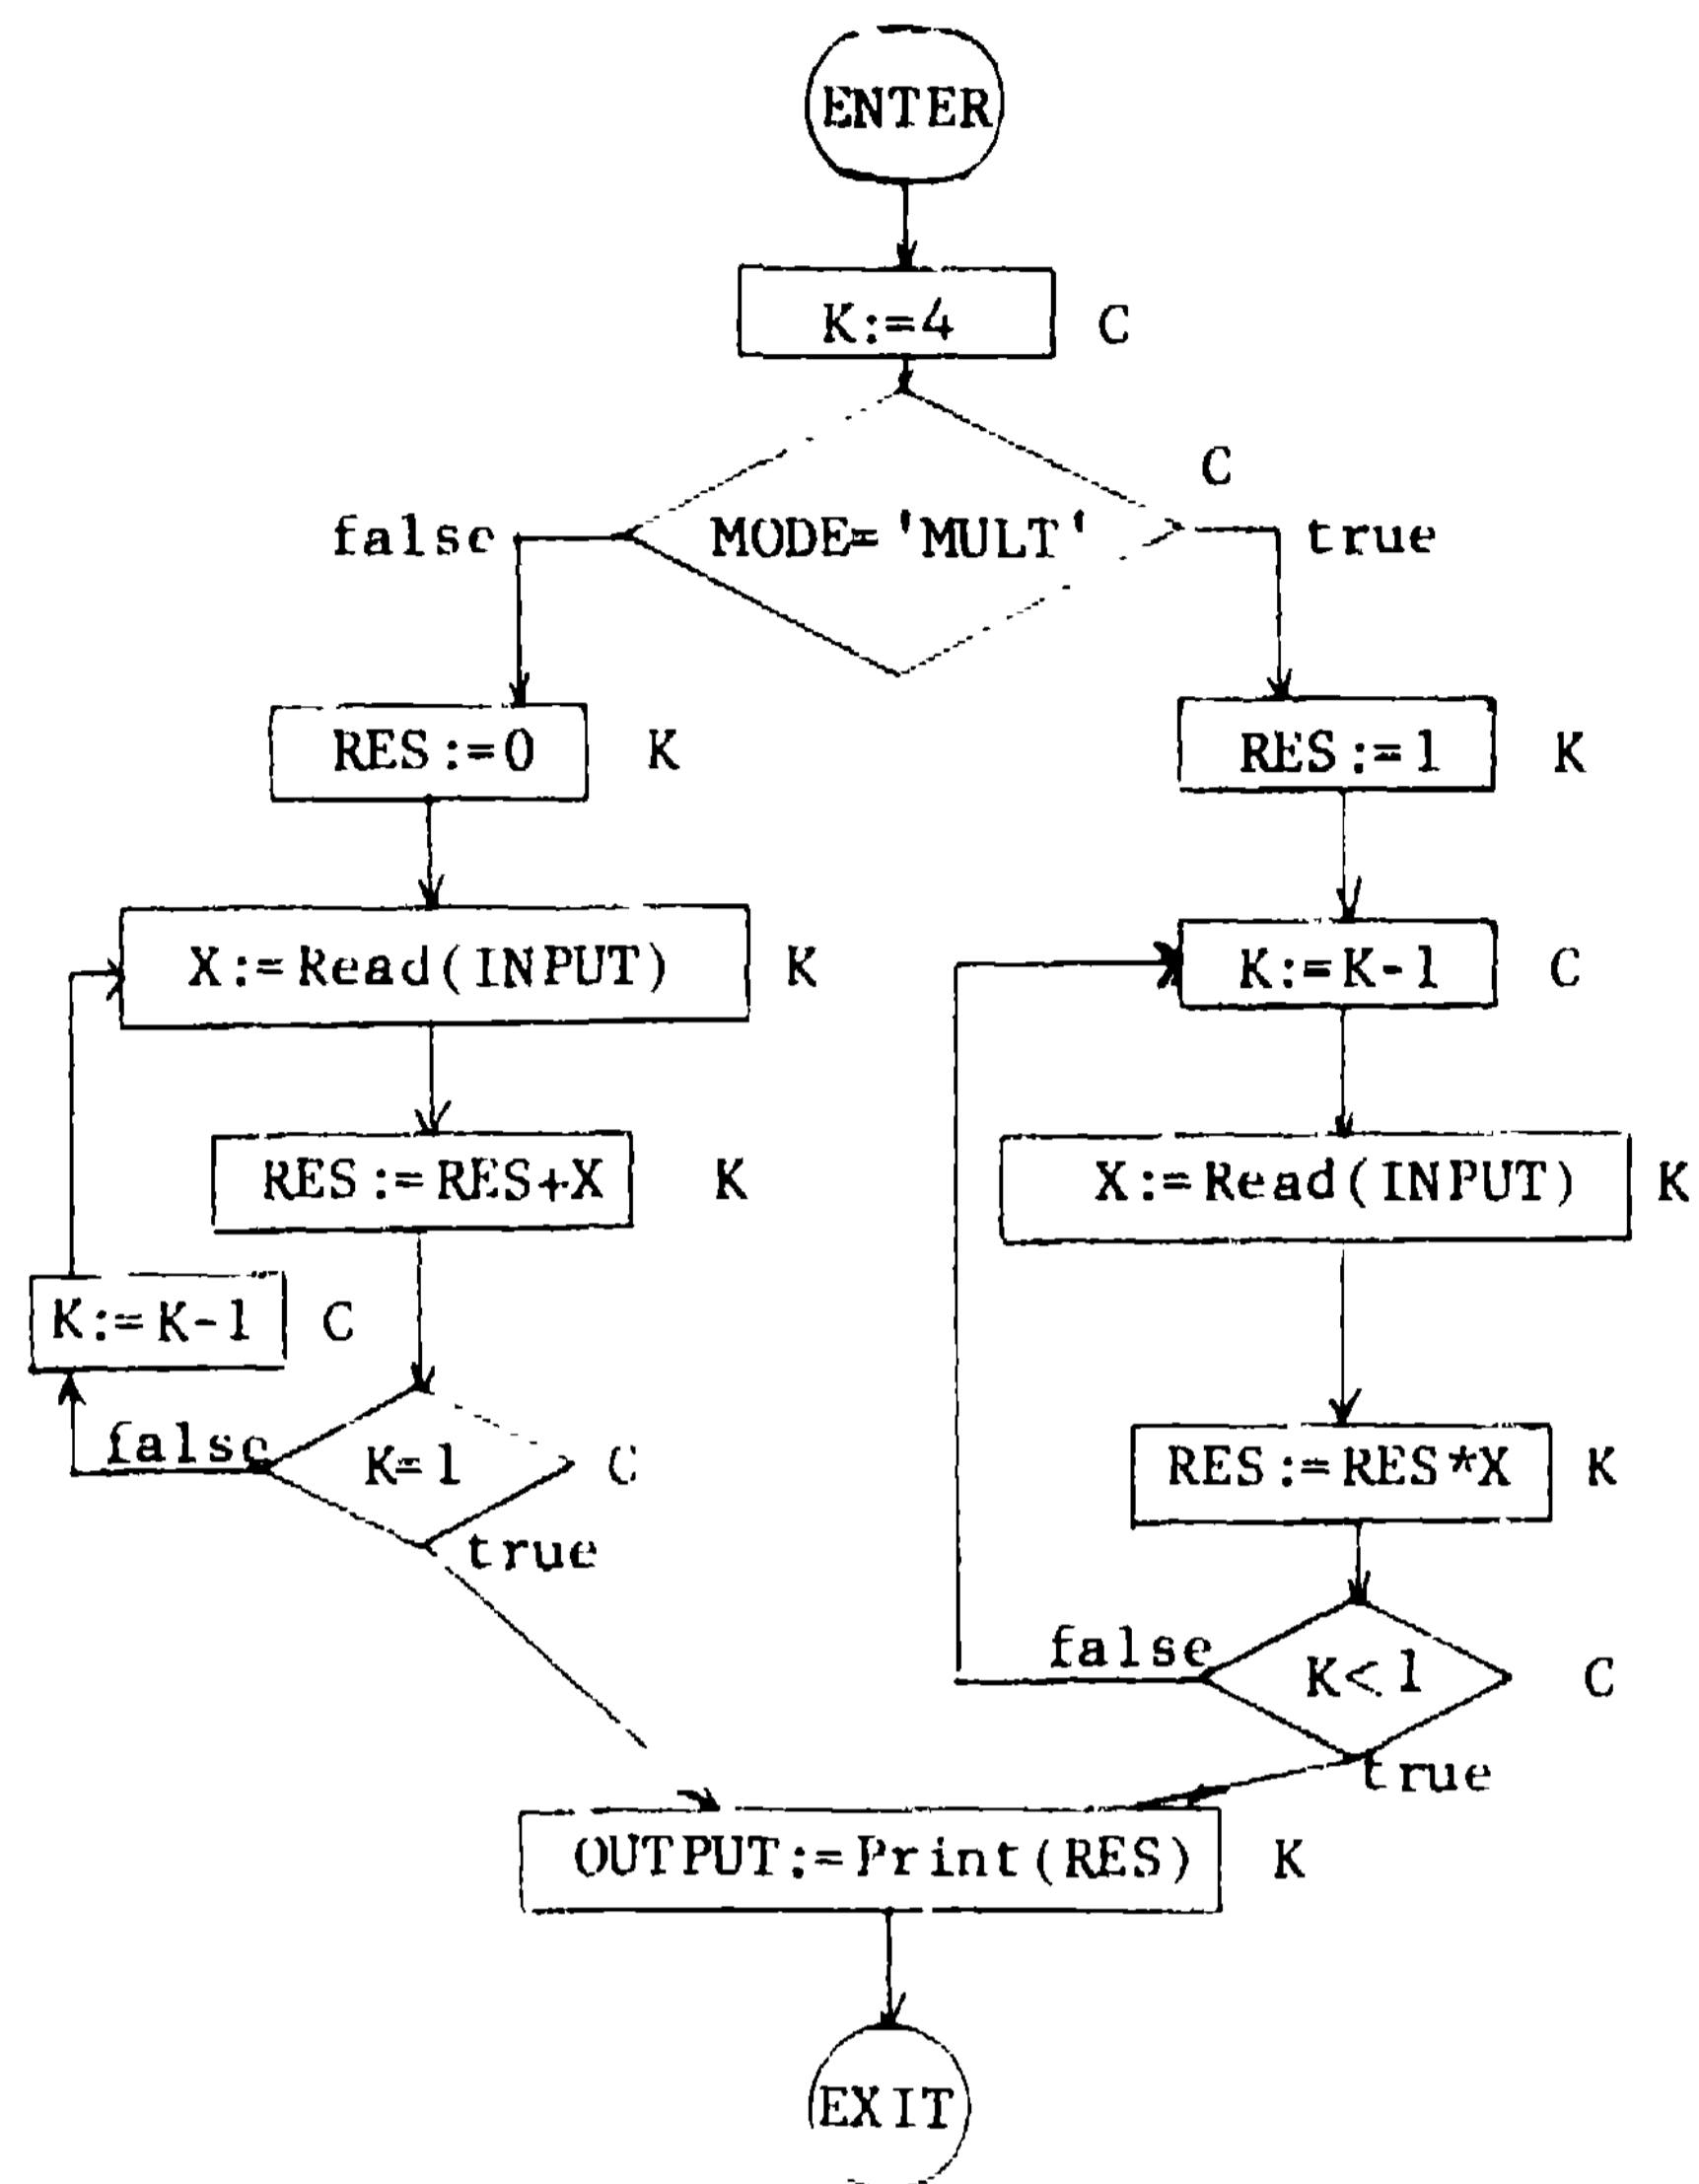 ENTER
K:=4 C
C
false MODE='MULT' true
RES:=0 K RES:=1 K
X:=Read(INPUT) K K:=K-1 C
RES:=RES+X K X:=Read(INPUT) K
K:=K-1 C
false K=1 C RES:=RES*X K
true
false K<1 C
true
OUTPUT:=Print(RES) K
EXIT